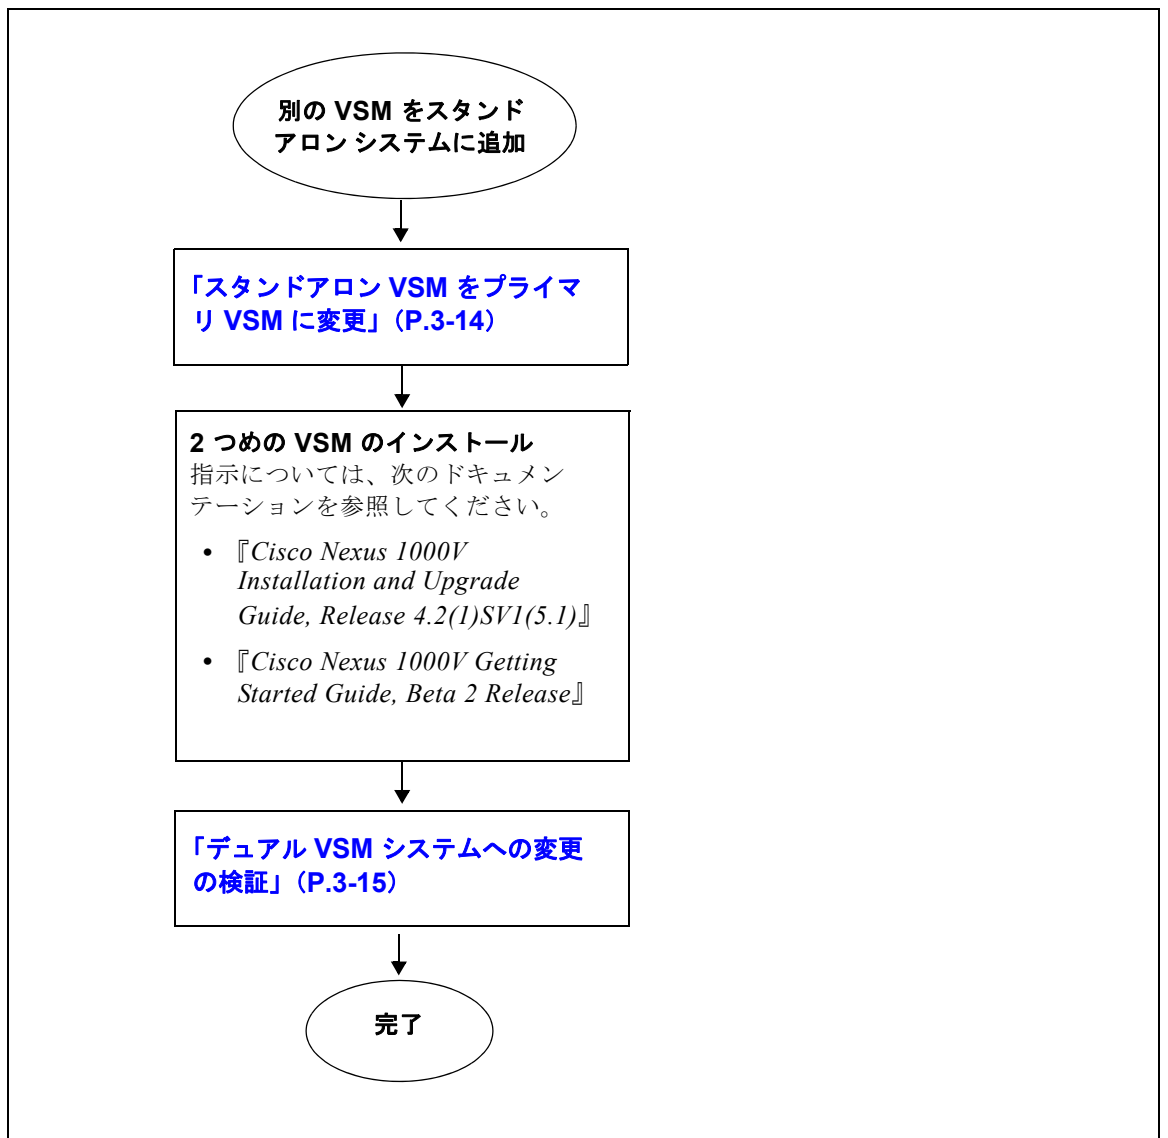 別の VSM をスタンド
アロン システムに追加
「スタンドアロン VSM をプライマ
リ VSM に変更」(P.3-14)
2 つめの VSM のインストール
指示については、次のドキュメン
テーションを参照してください。
• 『Cisco Nexus 1000V
Installation and Upgrade
Guide, Release 4.2(1)SV1(5.1)』
• 『Cisco Nexus 1000V Getting
Started Guide, Beta 2 Release』
「デュアル VSM システムへの変更
の検証」(P.3-15)
完了